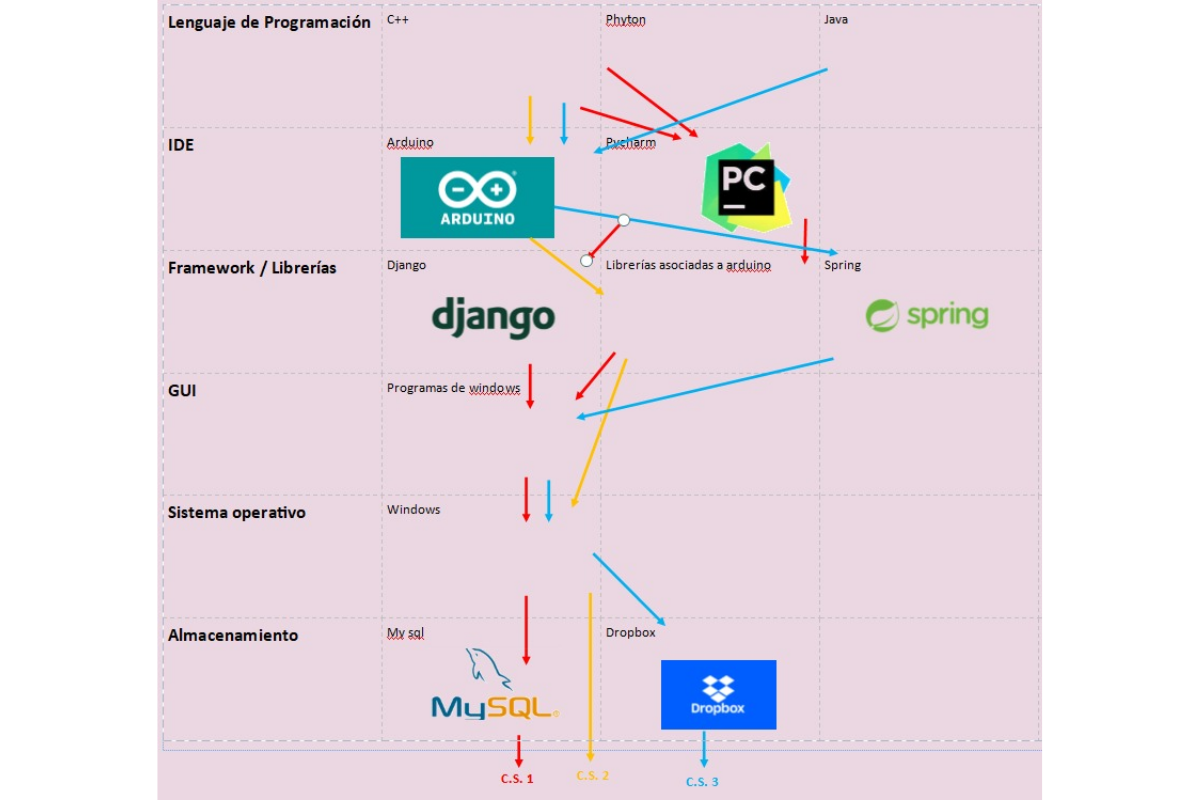 Lenguaje de Programación
C++
Phyton
Java
IDE
Arduino
Pycharm
ARDUINO
PC
Framework / Librerías
Django
Librerías asociadas a arduino
Spring
django
spring
GUI
Programas de windows
Sistema operativo
Windows
Almacenamiento
My sql
Dropbox
MySQL
Dropbox
C.S. 1
C.S. 2
C.S. 3